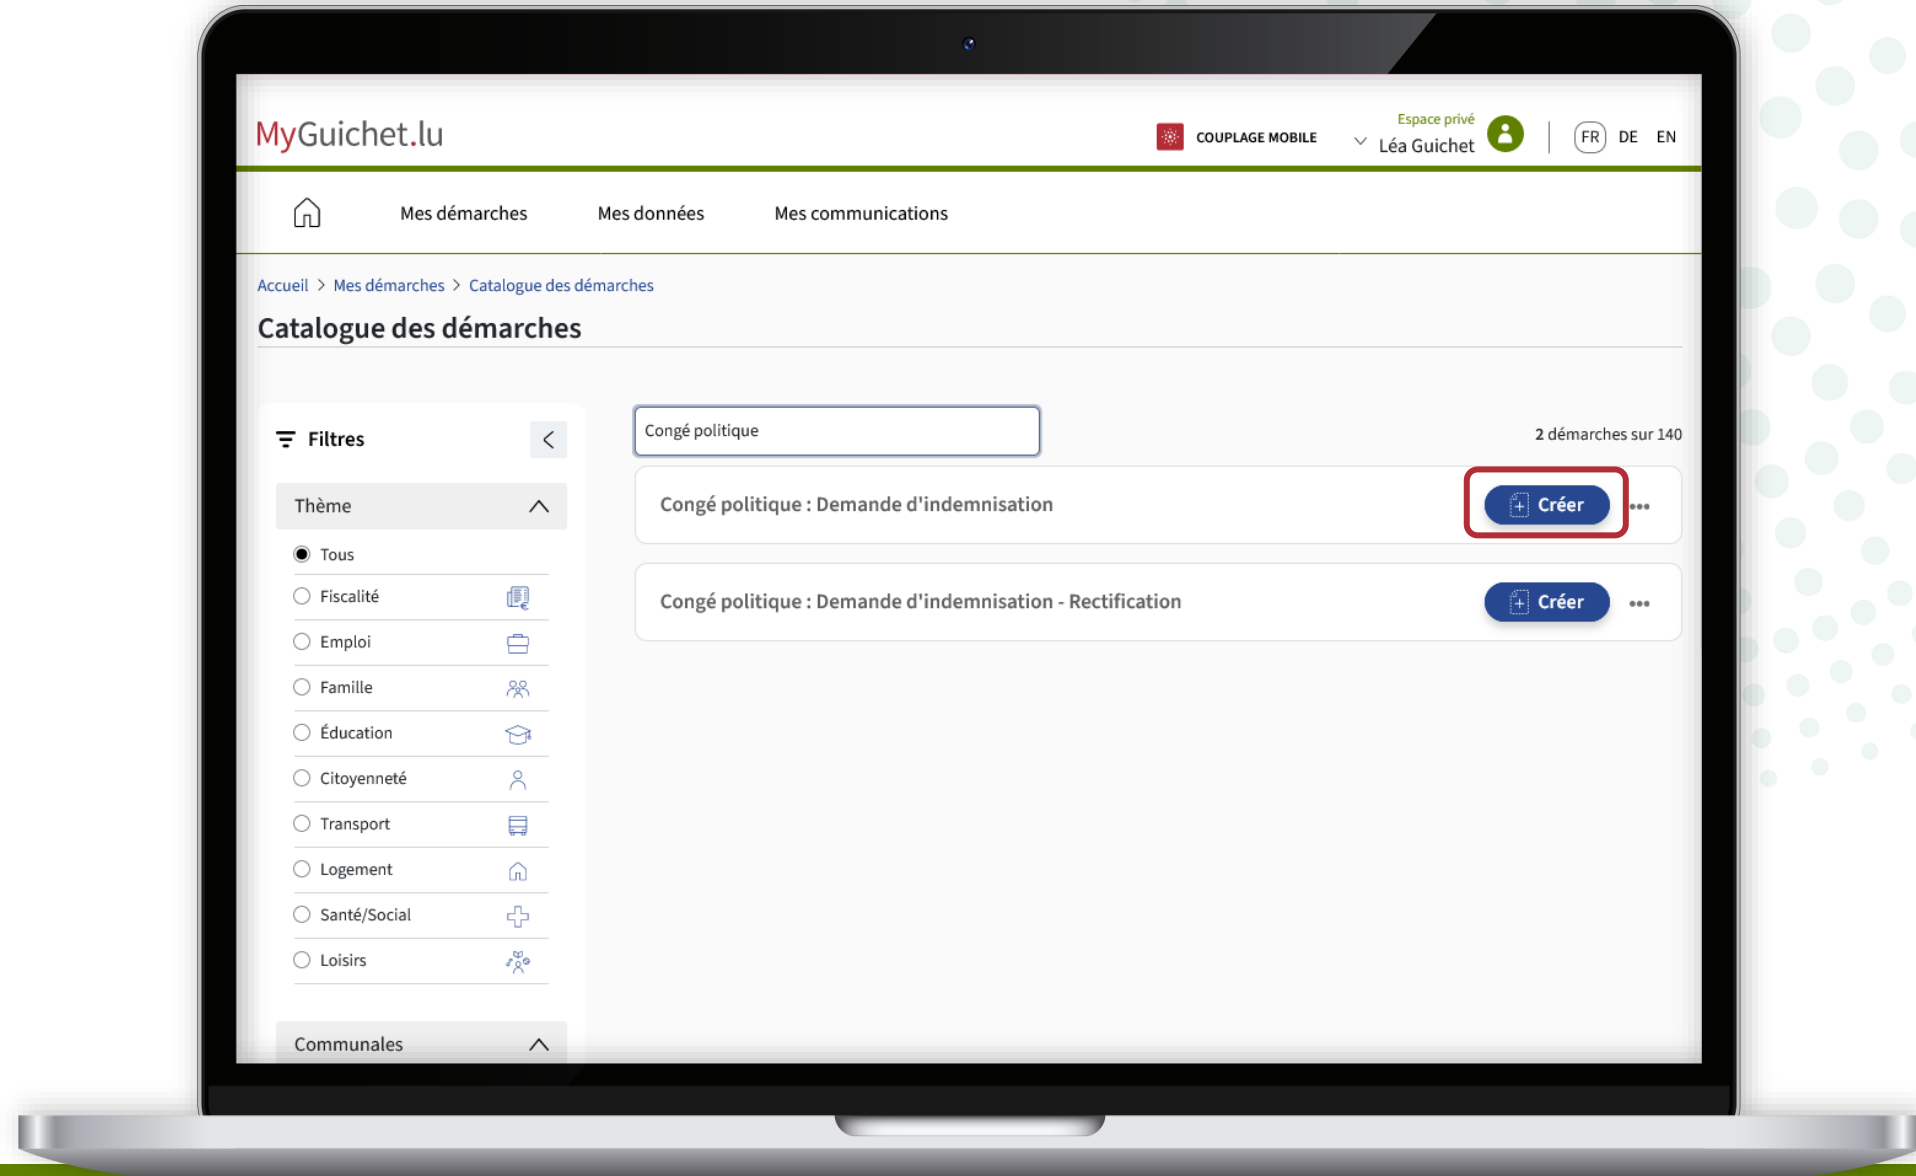 MyGuichet.lu
COUPLAGE MOBILE
Espace privé
Léa Guichet
FR DE EN
Mes démarches Mes données Mes communications
Accueil > Mes démarches > Catalogue des démarches
Catalogue des démarches
Filtres
Congé politique
2 démarches sur 140
Thème
Tous
Fiscalité
Emploi
Famille
Éducation
Citoyenneté
Transport
Logement
Santé/Social
Loisirs
Communales
Congé politique : Demande d'indemnisation
Créer
Congé politique : Demande d'indemnisation - Rectification
Créer